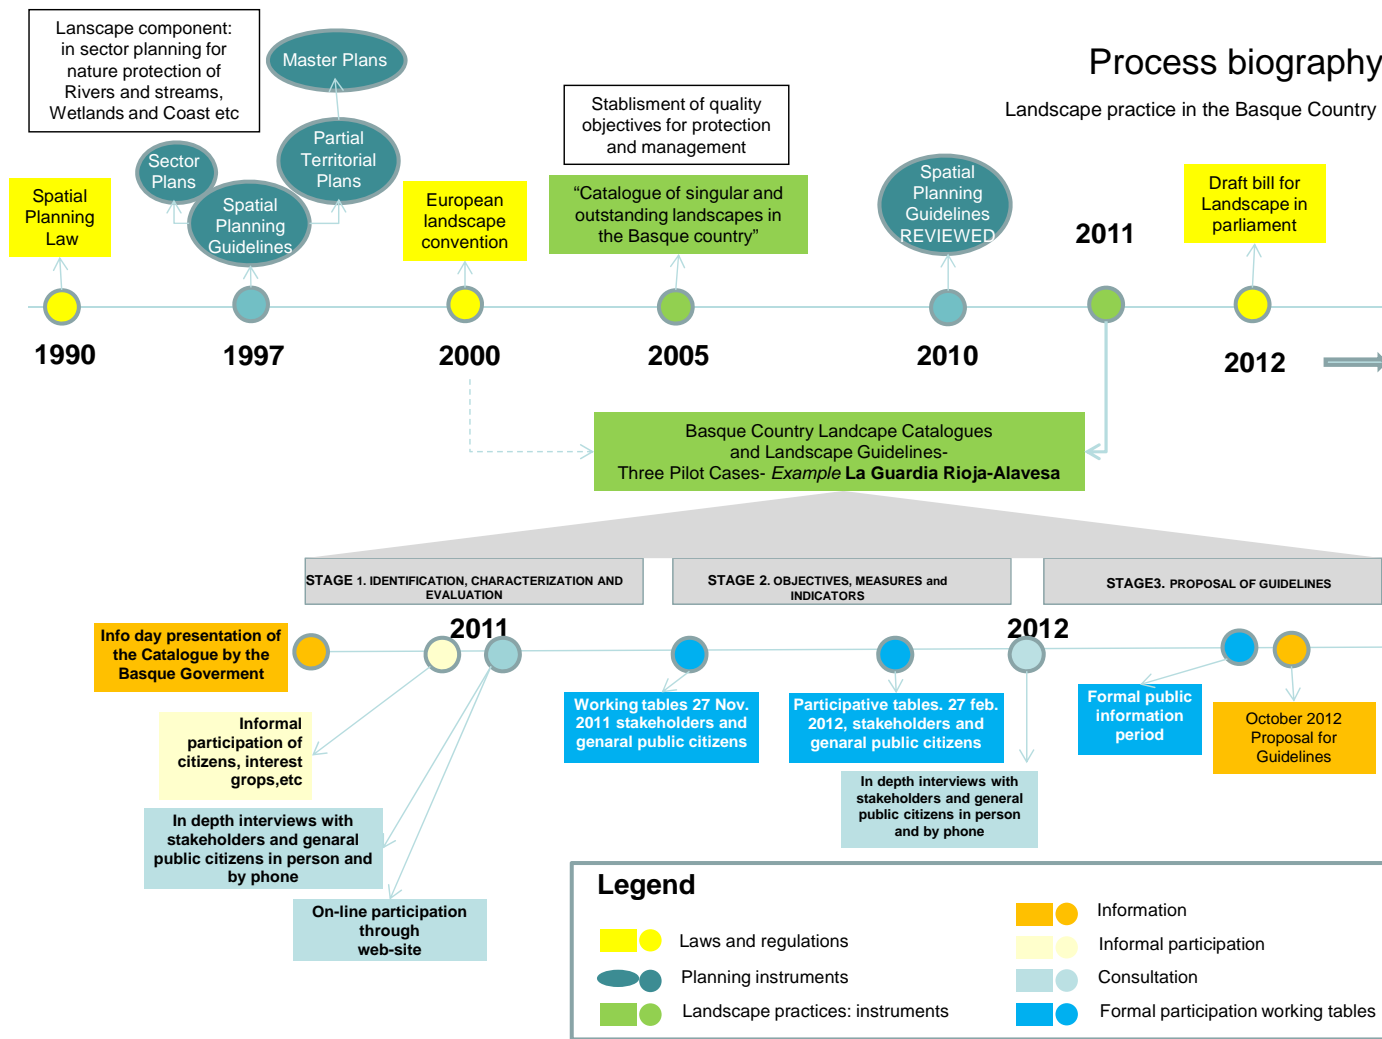 Process biography
Landscape practice in the Basque Country
Lanscape component:
in sector planning for
nature protection of
Rivers and streams,
Wetlands and Coast etc
Master Plans
Sector
Plans
Partial
Territorial
Plans
Spatial
Planning
Guidelines
Spatial
Planning
Law
European
landscape
convention
Stablisment of quality
objectives for protection
and management
“Catalogue of singular and
outstanding landscapes in
the Basque country”
Spatial
Planning
Guidelines
REVIEWED
2011
Draft bill for
Landscape in
parliament
1990
1997
2000
2005
2010
2012
Basque Country Landcape Catalogues
and Landscape Guidelines-
Three Pilot Cases- Example La Guardia Rioja-Alavesa
STAGE 1. IDENTIFICATION, CHARACTERIZATION AND
EVALUATION
STAGE 2. OBJECTIVES, MEASURES and
INDICATORS
STAGE3. PROPOSAL OF GUIDELINES
2011
2012
Info day presentation of
the Catalogue by the
Basque Goverment
Informal
participation of
citizens, interest
grops,etc
In depth interviews with
stakeholders and genaral
public citizens in person and
by phone
On-line participation
through
web-site
Working tables 27 Nov.
2011 stakeholders and
genaral public citizens
Participative tables. 27 feb.
2012, stakeholders and
genaral public citizens
In depth interviews with
stakeholders and general
public citizens in person
and by phone
Formal public
information
period
October 2012
Proposal for
Guidelines
Legend
Laws and regulations
Planning instruments
Landscape practices: instruments
Information
Informal participation
Consultation
Formal participation working tables